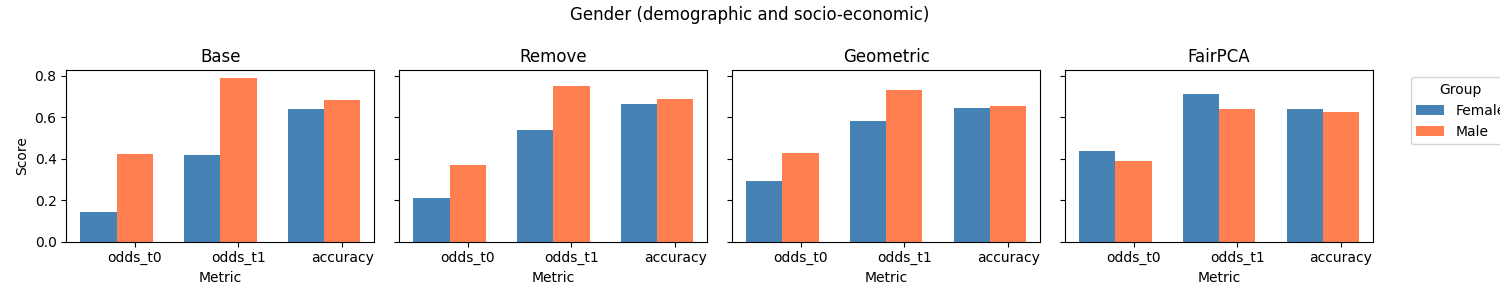 Gender (demographic and socio-economic)
Base
Remove
Geometric
FairPCA
Score
0.8
0.6
0.4
0.2
0.0
odds_t0
odds_t1
accuracy
odds_t0
odds_t1
accuracy
odds_t0
odds_t1
accuracy
odds_t0
odds_t1
accuracy
Metric
Metric
Metric
Metric
Group
Female
Male